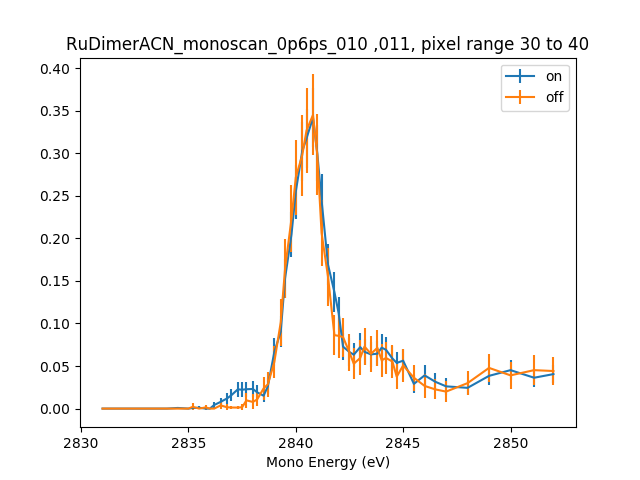 RuDimerACN_monoscan_0p6ps_010 ,011, pixel range 30 to 40
on
off
0.40
0.35
0.30
0.25
0.20
0.15
0.10
0.05
0.00
2830 2835 2840 2845 2850
Mono Energy (eV)